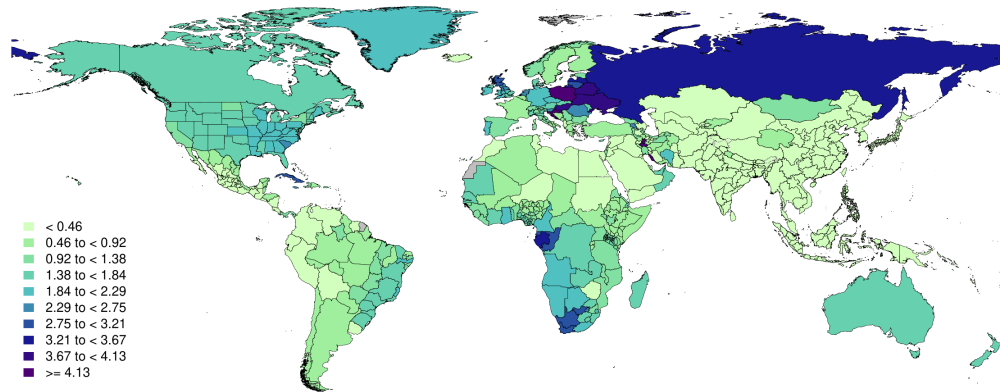 < 0.46
0.46 to < 0.92
0.92 to < 1.38
1.38 to < 1.84
1.84 to < 2.29
2.29 to < 2.75
2.75 to < 3.21
3.21 to < 3.67
3.67 to < 4.13
>= 4.13